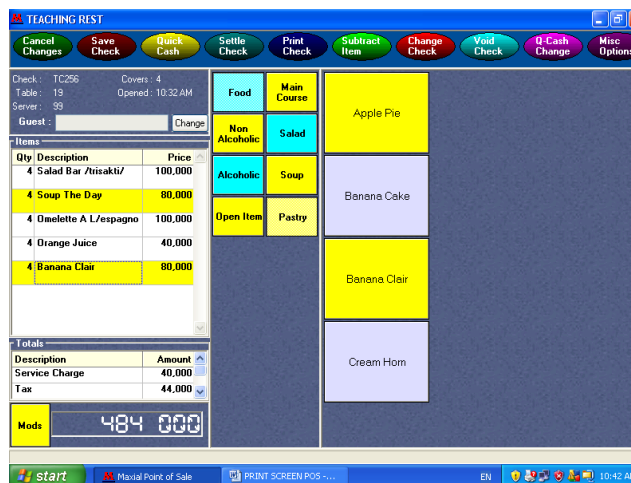 TEACHING REST
Cancel Changes
Save Check
Quick Cash
Settle Check
Print Check
Subtract Item
Change Check
Void Check
Q-Cash Change
Misc Options
Check : TC256 Covers : 4
Table : 19 Opened : 10:32 AM
Server : 99
Guest : Change
Items
Qty Description Price
4 Salad Bar /trisakti/ 100,000
4 Soup The Day 80,000
4 Omelette A L/espagno 100,000
4 Orange Juice 40,000
4 Banana Clair 80,000
Totals
Description Amount
Service Charge 40,000
Tax 44,000
Mods 484 000
Food
Main Course
Non Alcoholic
Salad
Alcoholic
Soup
Open Item
Pastry
Apple Pie
Banana Cake
Banana Clair
Cream Horn
start
Maxial Point of Sale
PRINT SCREEN POS -...
EN
10:42 AM